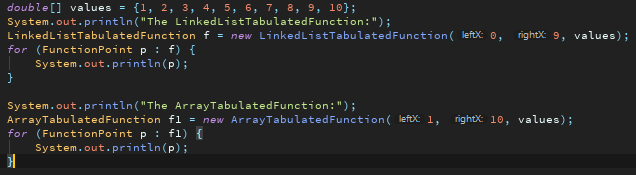 double[] values = {1, 2, 3, 4, 5, 6, 7, 8, 9, 10};
System.out.println("The LinkedListTabulatedFunction:");
LinkedListTabulatedFunction f = new LinkedListTabulatedFunction( leftX: 0, rightX: 9, values);
for (FunctionPoint p : f) {
    System.out.println(p);
}
System.out.println("The ArrayTabulatedFunction:");
ArrayTabulatedFunction f1 = new ArrayTabulatedFunction( leftX: 1, rightX: 10, values);
for (FunctionPoint p : f1) {
    System.out.println(p);
}